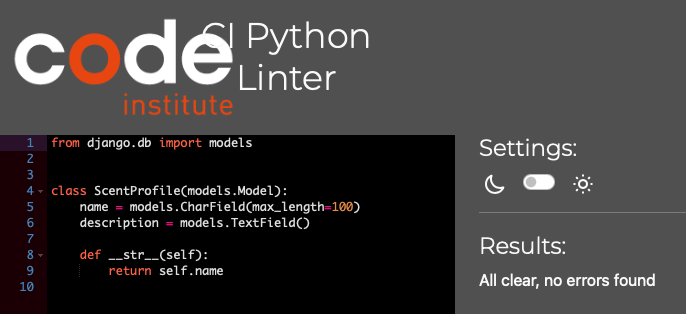 code
institute
CI Python
Linter
1 from django.db import models
2
3
4 class ScentProfile(models.Model):
5     name = models.CharField(max_length=100)
6     description = models.TextField()
7
8     def __str__(self):
9         return self.name
10
Settings:
Results:
All clear, no errors found